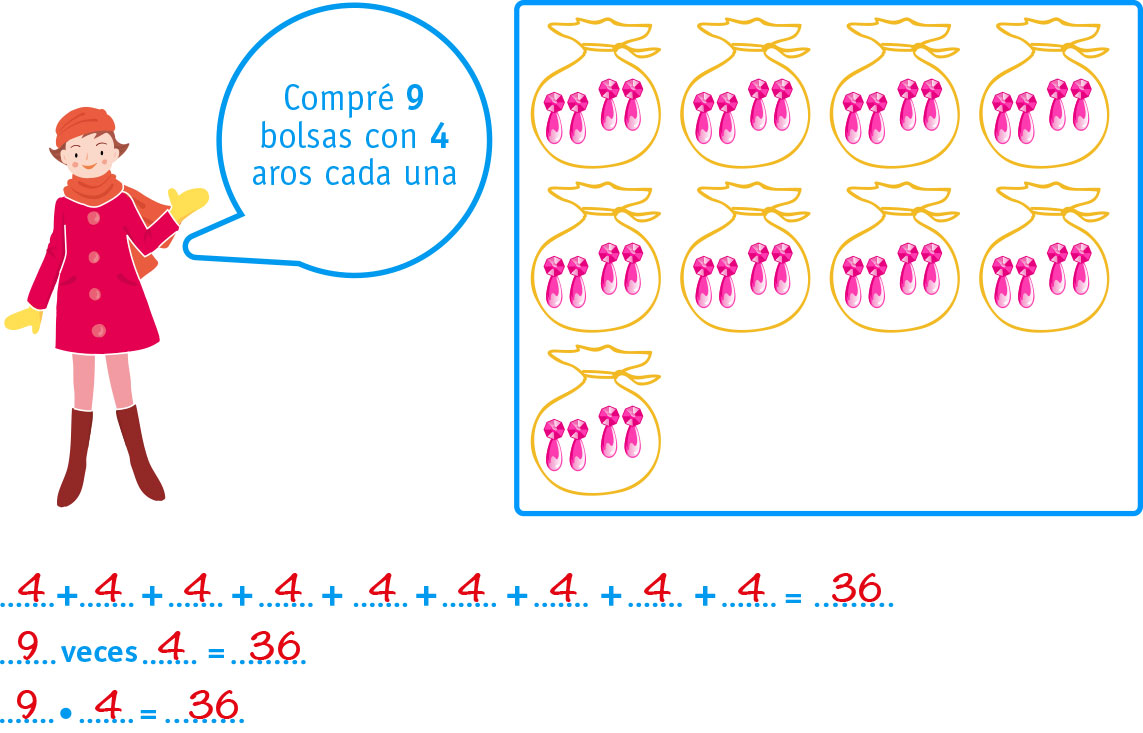 Compré 9
bolsas con 4
aros cada una
4 + 4 + 4 + 4 + 4 + 4 + 4 + 4 + 4 = 36
9 veces 4 = 36
9 • 4 = 36